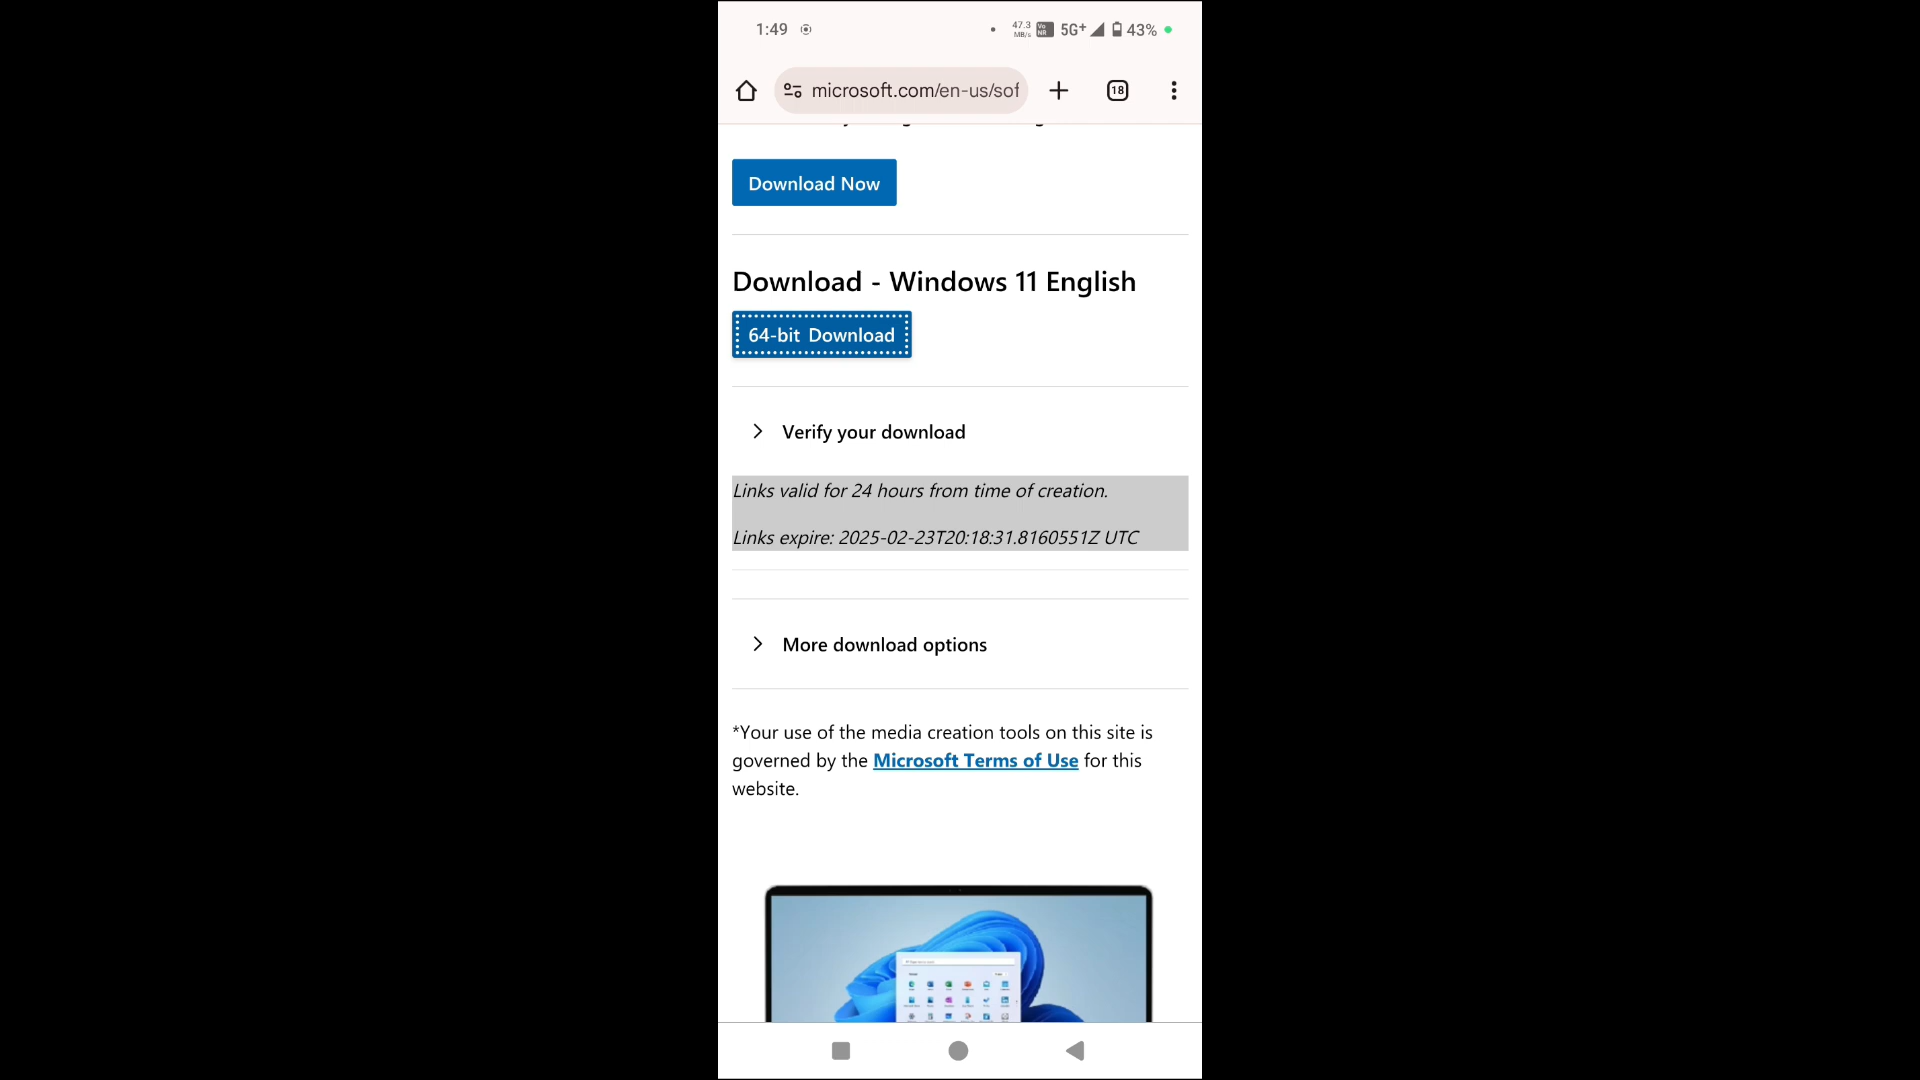 1:49
47.3 MB/s Vo NR 5G+ 43%
microsoft.com/en-us/sof
18
Download Now
Download - Windows 11 English
64-bit Download
Verify your download
Links valid for 24 hours from time of creation.
Links expire: 2025-02-23T20:18:31.8160551Z UTC
More download options
*Your use of the media creation tools on this site is
governed by the Microsoft Terms of Use for this
website.